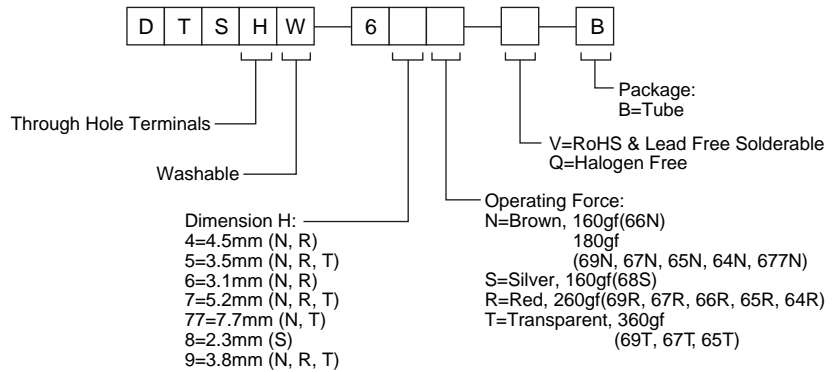 D T S H W 6 B
Package:
B=Tube
Through Hole Terminals
V=RoHS & Lead Free Solderable
Q=Halogen Free
Washable
Dimension H:
4=4.5mm (N, R)
5=3.5mm (N, R, T)
6=3.1mm (N, R)
7=5.2mm (N, R, T)
77=7.7mm (N, T)
8=2.3mm (S)
9=3.8mm (N, R, T)
Operating Force:
N=Brown, 160gf(66N)
180gf
(69N, 67N, 65N, 64N, 677N)
S=Silver, 160gf(68S)
R=Red, 260gf(69R, 67R, 66R, 65R, 64R)
T=Transparent, 360gf
(69T, 67T, 65T)